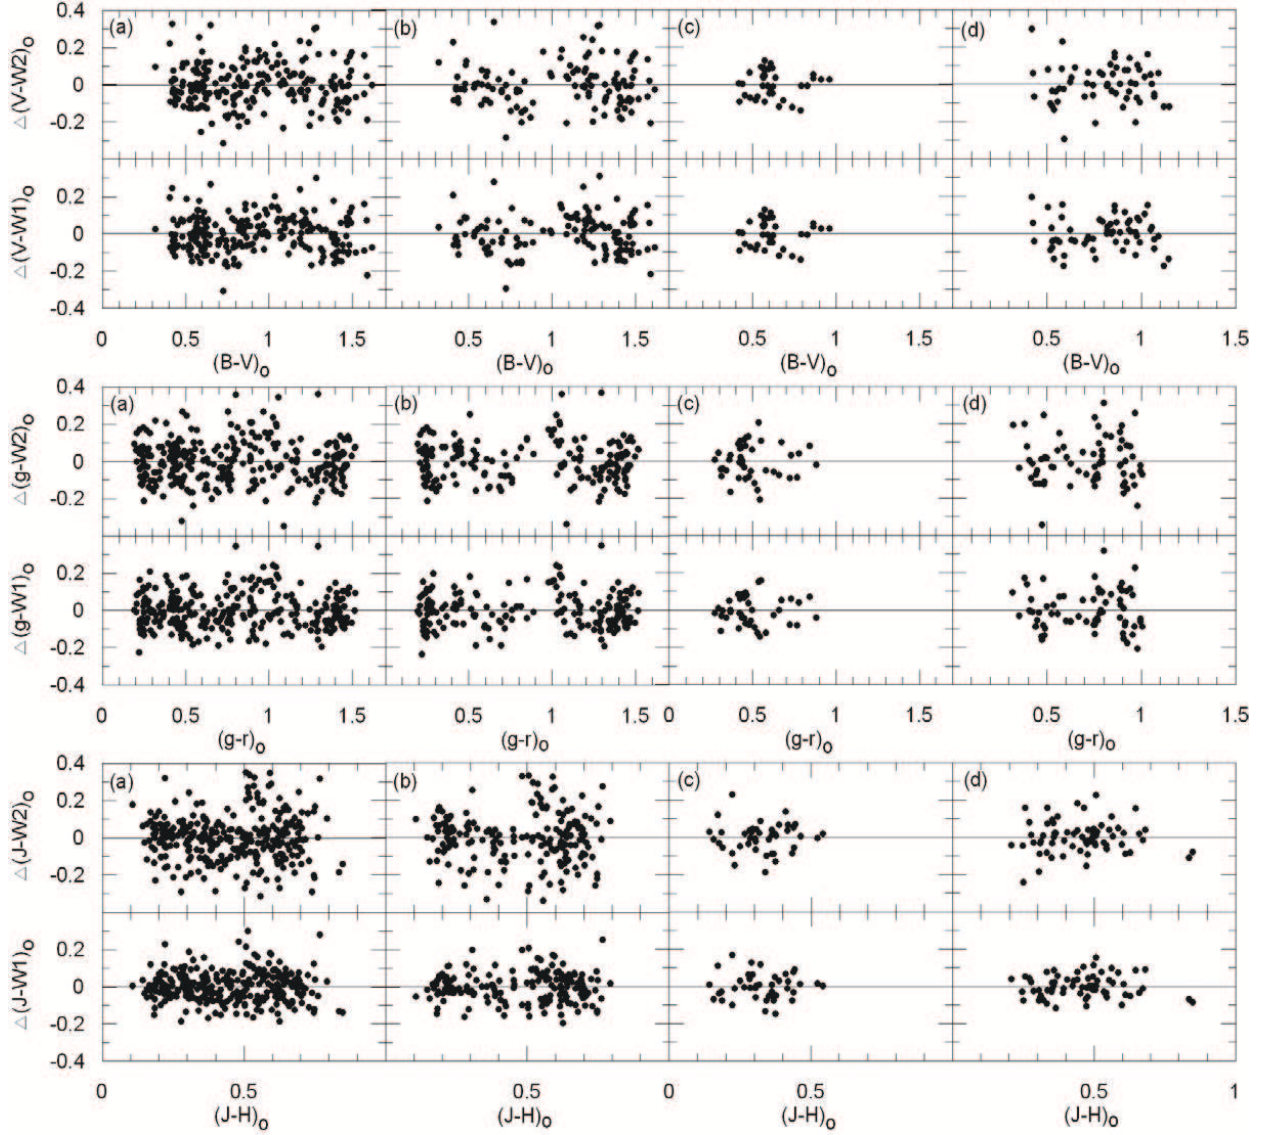 0.4 (a) (b) (c) (d)
0.2
0
-0.2
△(V-W2)o
0.2
0
-0.2
-0.4
△(V-W1)o
0 0.5 1 1.5 0.5 1 1.5 0 0.5 1 1.5 0.5 1 1.5
(B-V)o (B-V)o (B-V)o (B-V)o
0.4 (a) (b) (c) (d)
0.2
0
-0.2
△(g-W2)o
0.2
0
-0.2
-0.4
△(g-W1)o
0 0.5 1 1.5 0.5 1 1.5 0 0.5 1 1.5 0.5 1 1.5
(g-r)o (g-r)o (g-r)o (g-r)o
0.4 (a) (b) (c) (d)
0.2
0
-0.2
△(J-W2)o
0.2
0
-0.2
-0.4
△(J-W1)o
0 0.5 0.5 0 0.5 0.5 1
(J-H)o (J-H)o (J-H)o (J-H)o